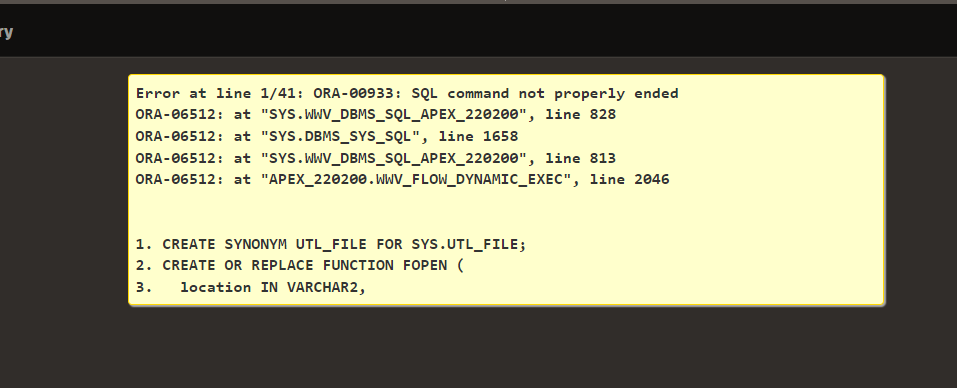 ry
Error at line 1/41: ORA-00933: SQL command not properly ended
ORA-06512: at "SYS.WWV_DBMS_SQL_APEX_220200", line 828
ORA-06512: at "SYS.DBMS_SYS_SQL", line 1658
ORA-06512: at "SYS.WWV_DBMS_SQL_APEX_220200", line 813
ORA-06512: at "APEX_220200.WWV_FLOW_DYNAMIC_EXEC", line 2046
1. CREATE SYNONYM UTL_FILE FOR SYS.UTL_FILE;
2. CREATE OR REPLACE FUNCTION FOPEN (
3. location IN VARCHAR2,